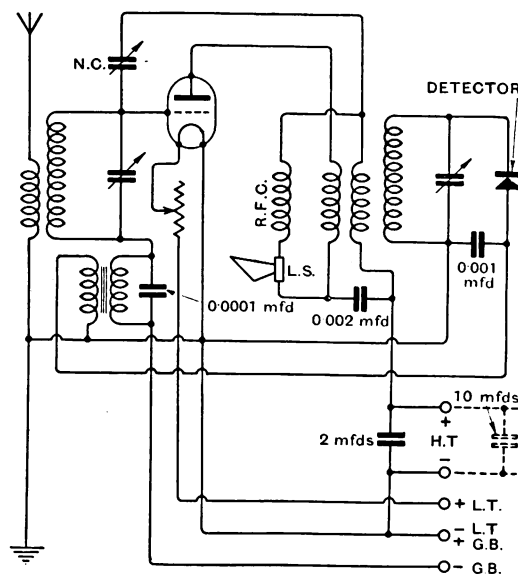 N.C.
DETECTOR
R.F.C.
L.S.
0·0001
mfd
0·002 mfd
0·001
mfd
10 mfds
+
H.T
2 mfds
−
+ L.T.
− L.T
+ G.B.
− G.B.